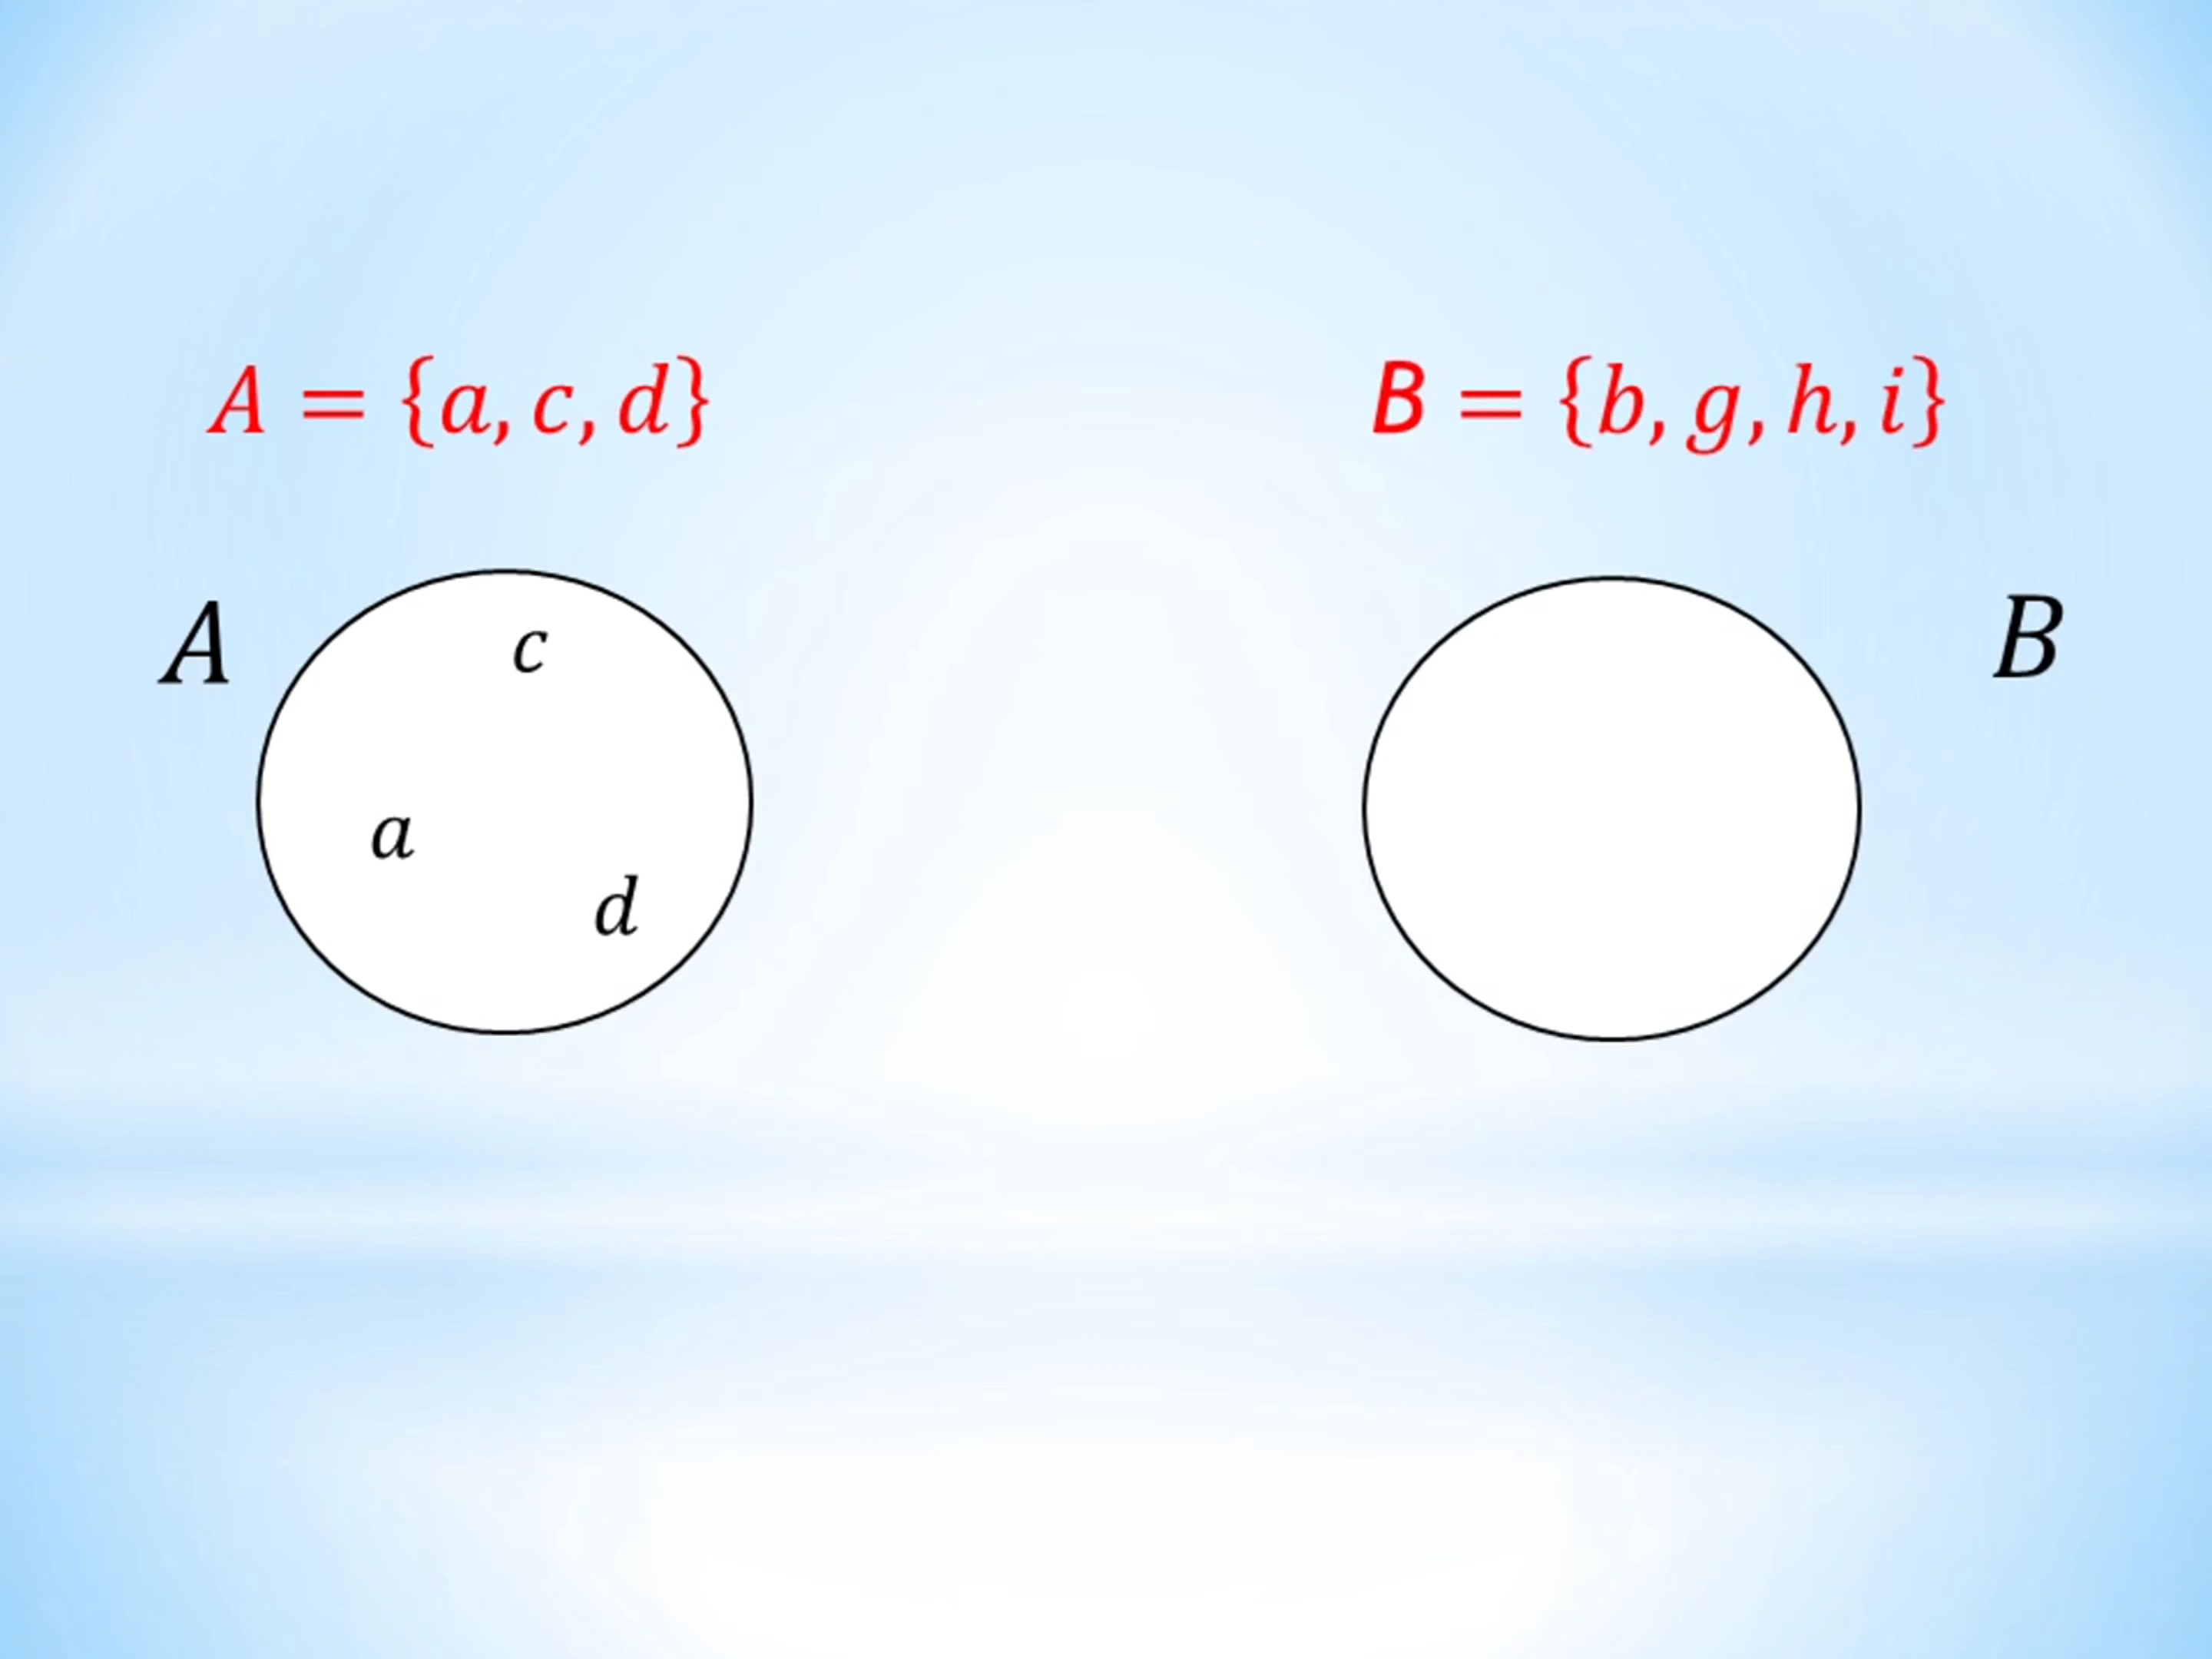 A = {a, c, d}
B = {b, g, h, i}
A
c
a
d
B